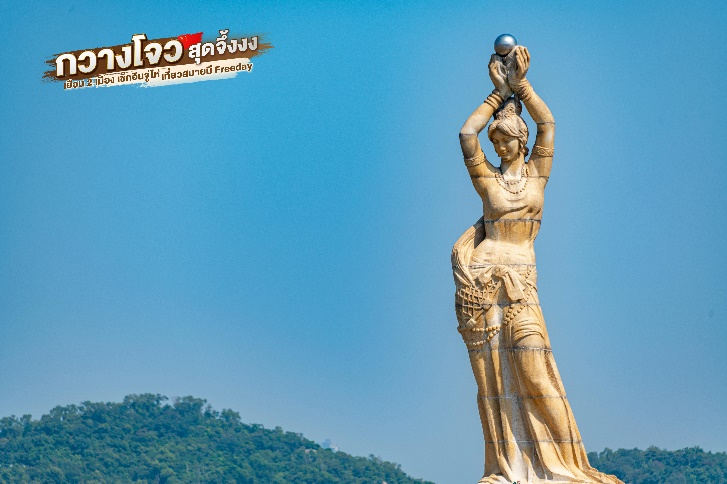 กวางโจว สุดจึ้งงง
เยือน 2 เมือง เช็กอินจูไห่ เที่ยวสบายมี Freeday